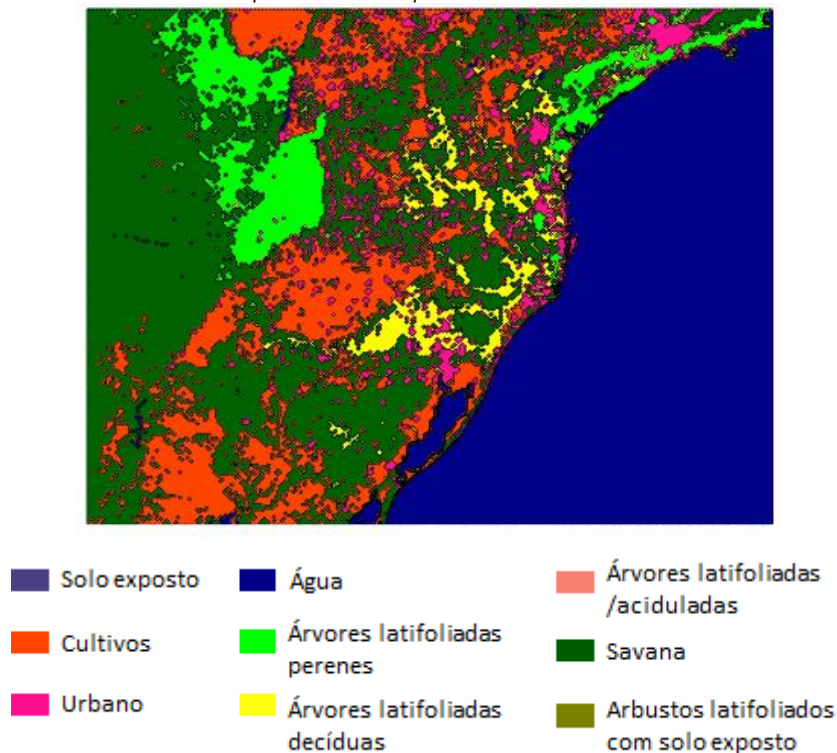 Solo exposto
Cultivos
Urbano
Água
Árvores latifoliadas
perenes
Árvores latifoliadas
decíduas
Árvores latifoliadas
/aciduladas
Savana
Arbustos latifoliados
com solo exposto